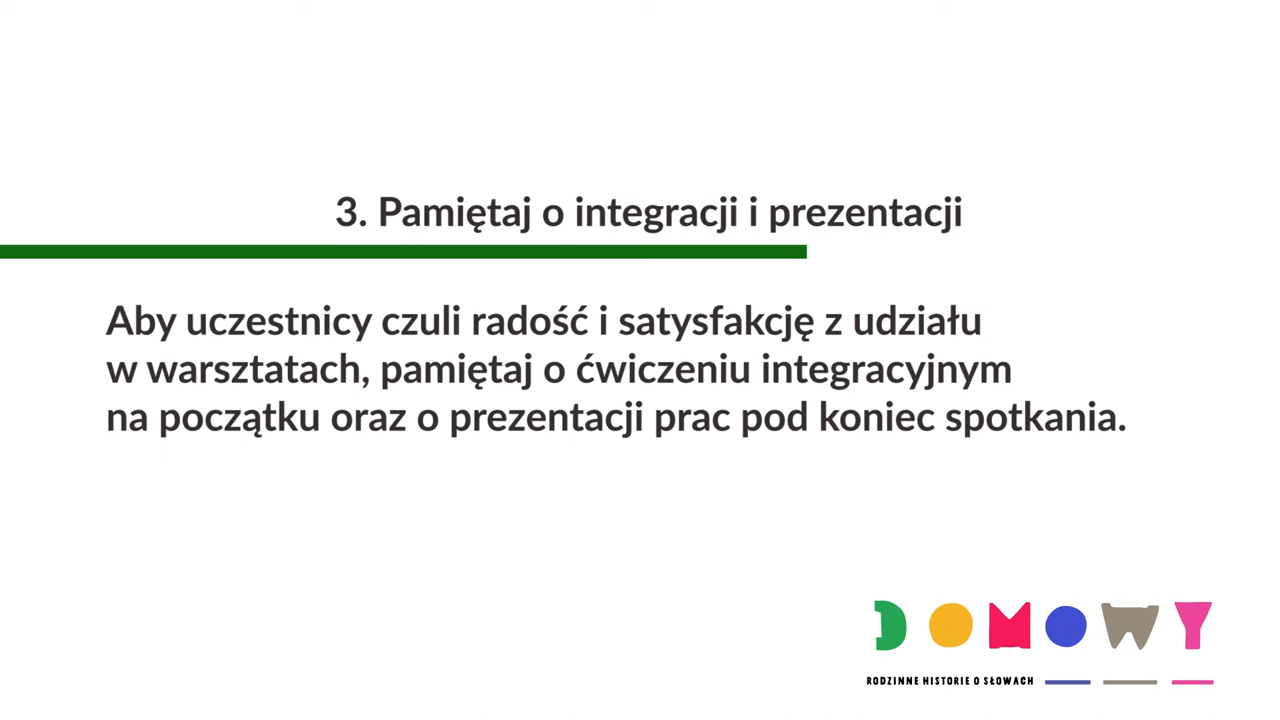 3. Pamiętaj o integracji i prezentacji
Aby uczestnicy czuli radość i satysfakcję z udziału
w warsztatach, pamiętaj o ćwiczeniu integracyjnym
na początku oraz o prezentacji prac pod koniec spotkania.
DOMOWY
RODZINNE HISTORIE O SŁOWACH